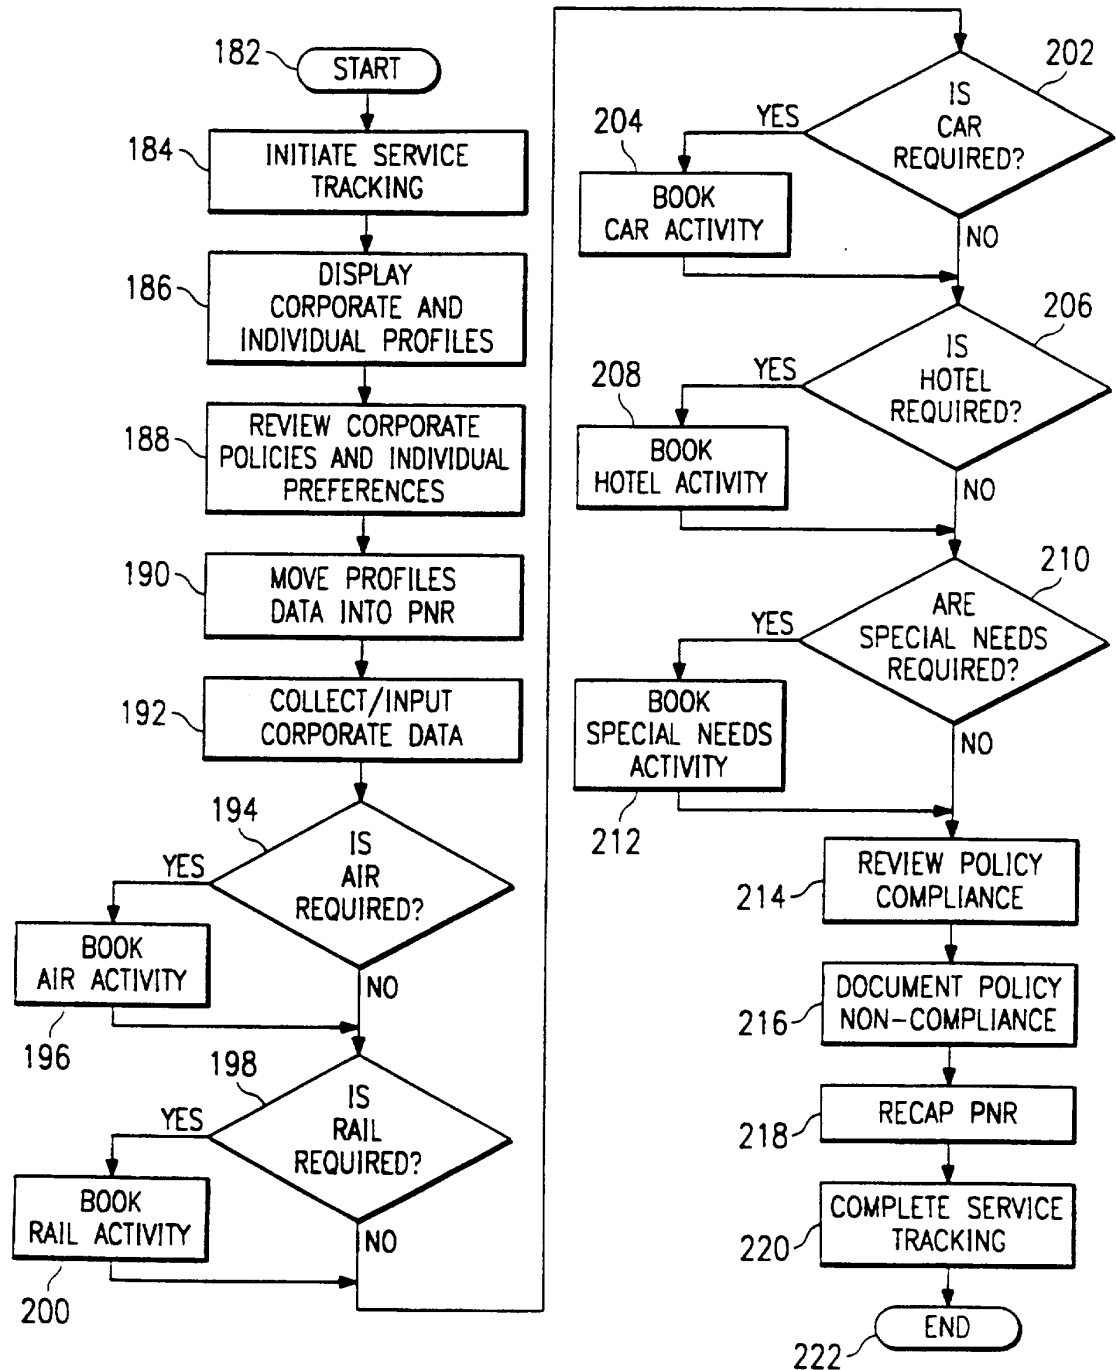 182
START
184
INITIATE SERVICE
TRACKING
186
DISPLAY
CORPORATE AND
INDIVIDUAL PROFILES
188
REVIEW CORPORATE
POLICIES AND INDIVIDUAL
PREFERENCES
190
MOVE PROFILES
DATA INTO PNR
192
COLLECT/INPUT
CORPORATE DATA
194
IS
AIR
REQUIRED?
YES
BOOK
AIR ACTIVITY
196
NO
198
IS
RAIL
REQUIRED?
YES
BOOK
RAIL ACTIVITY
200
NO
202
IS
CAR
REQUIRED?
YES
204
BOOK
CAR ACTIVITY
NO
206
IS
HOTEL
REQUIRED?
YES
208
BOOK
HOTEL ACTIVITY
NO
210
ARE
SPECIAL NEEDS
REQUIRED?
YES
BOOK
SPECIAL NEEDS
ACTIVITY
212
NO
214
REVIEW POLICY
COMPLIANCE
216
DOCUMENT POLICY
NON-COMPLIANCE
218
RECAP PNR
220
COMPLETE SERVICE
TRACKING
222
END